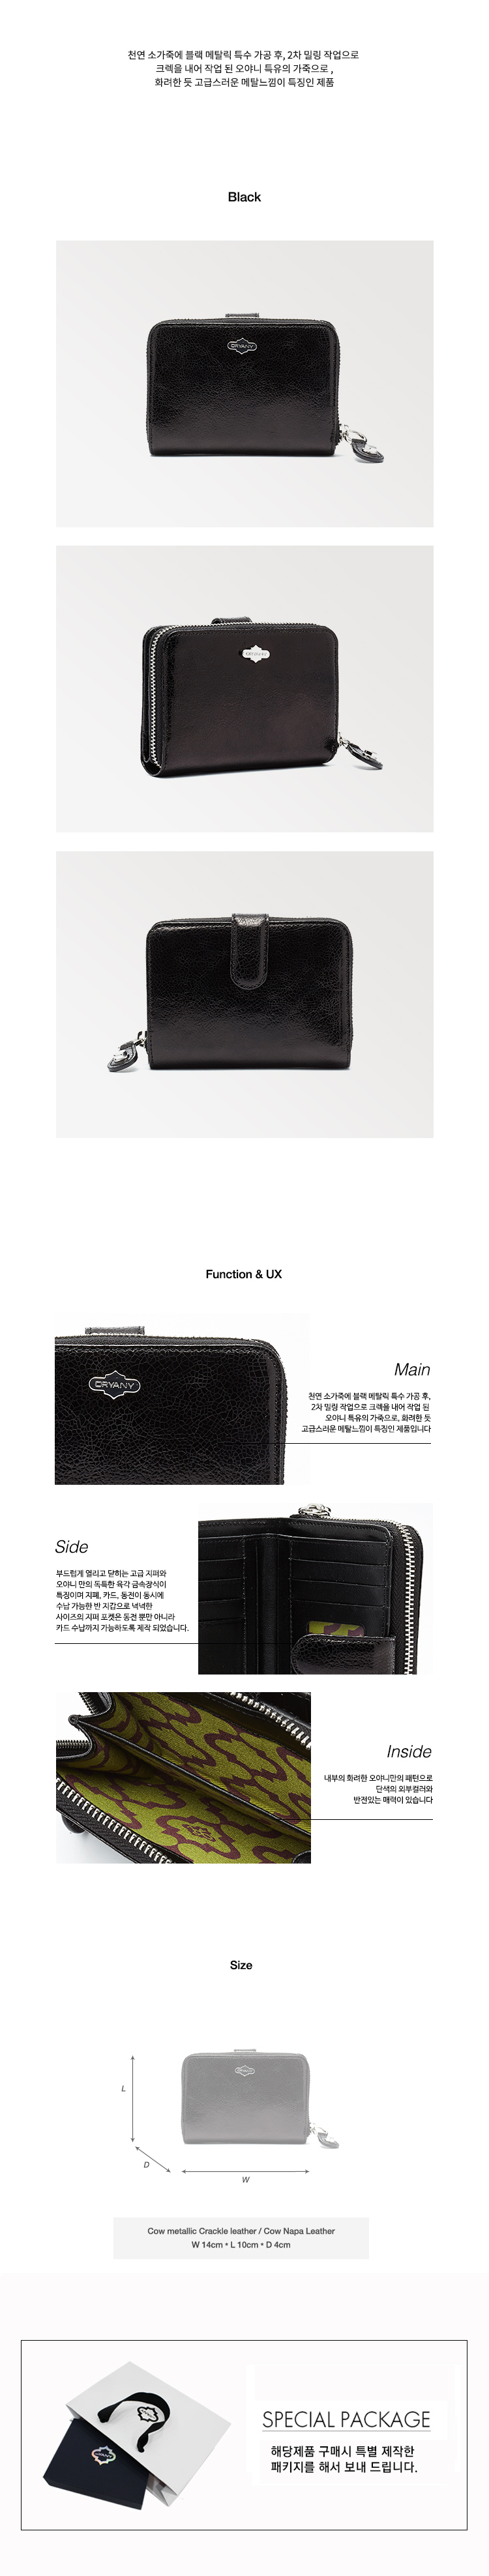 천연 소가죽에 블랙 메탈릭 특수 가공 후, 2차 밀링 작업으로
크랙을 내어 작업 된 오야니 특유의 가죽으로 ,
화려한 듯 고급스러운 메탈느낌이 특징인 제품
Black
ORYANY
ORYANY
Function & UX
ORYANY
Main
천연 소가죽에 블랙 메탈릭 특수 가공 후,
2차 밀링 작업으로 크랙을 내어 작업 된
오야니 특유의 가죽으로, 화려한 듯
고급스러운 메탈느낌이 특징인 제품입니다
Side
부드럽게 열리고 닫히는 고급 지퍼와
오야니 만의 독특한 육각 금속장식이
특징이며 지폐, 카드, 동전이 동시에
수납 가능한 반 지갑으로 넉넉한
사이즈의 지퍼 포켓은 동전 뿐만 아니라
카드 수납까지 가능하도록 제작 되었습니다.
Inside
내부의 화려한 오야니만의 패턴으로
단색의 외부컬러와
반전있는 매력이 있습니다
Size
L
D
W
Cow metallic Crackle leather / Cow Napa Leather
W 14cm * L 10cm * D 4cm
SPECIAL PACKAGE
해당제품 구매시 특별 제작한
패키지를 해서 보내 드립니다.